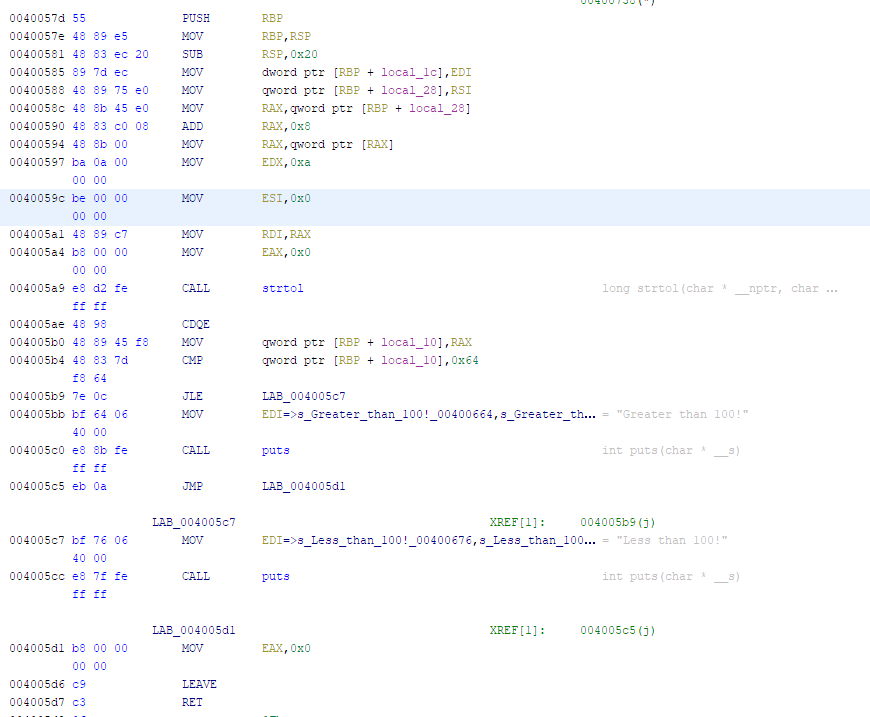 0040057d 55 PUSH RBP
0040057e 48 89 e5 MOV RBP,RSP
00400581 48 83 ec 20 SUB RSP,0x20
00400585 89 7d ec MOV dword ptr [RBP + local_1c],EDI
00400588 48 89 75 e0 MOV qword ptr [RBP + local_28],RSI
0040058c 48 8b 45 e0 MOV RAX,qword ptr [RBP + local_28]
00400590 48 83 c0 08 ADD RAX,0x8
00400594 48 8b 00 MOV RAX,qword ptr [RAX]
00400597 ba 0a 00 MOV EDX,0xa
00 00
0040059c be 00 00 MOV ESI,0x0
00 00
004005a1 48 89 c7 MOV RDI,RAX
004005a4 b8 00 00 MOV EAX,0x0
00 00
004005a9 e8 d2 fe CALL strtol long strtol(char * __nptr, char ...
ff ff
004005ae 48 98 CDQE
004005b0 48 89 45 f8 MOV qword ptr [RBP + local_10],RAX
004005b4 48 83 7d CMP qword ptr [RBP + local_10],0x64
f8 64
004005b9 7e 0c JLE LAB_004005c7
004005bb bf 64 06 MOV EDI=>s_Greater_than_100!_00400664,s_Greater_th... = "Greater than 100!"
40 00
004005c0 e8 8b fe CALL puts int puts(char * __s)
ff ff
004005c5 eb 0a JMP LAB_004005d1
LAB_004005c7 XREF[1]: 004005b9(j)
004005c7 bf 76 06 MOV EDI=>s_Less_than_100!_00400676,s_Less_than_100... = "Less than 100!"
40 00
004005cc e8 7f fe CALL puts int puts(char * __s)
ff ff
LAB_004005d1 XREF[1]: 004005c5(j)
004005d1 b8 00 00 MOV EAX,0x0
00 00
004005d6 c9 LEAVE
004005d7 c3 RET